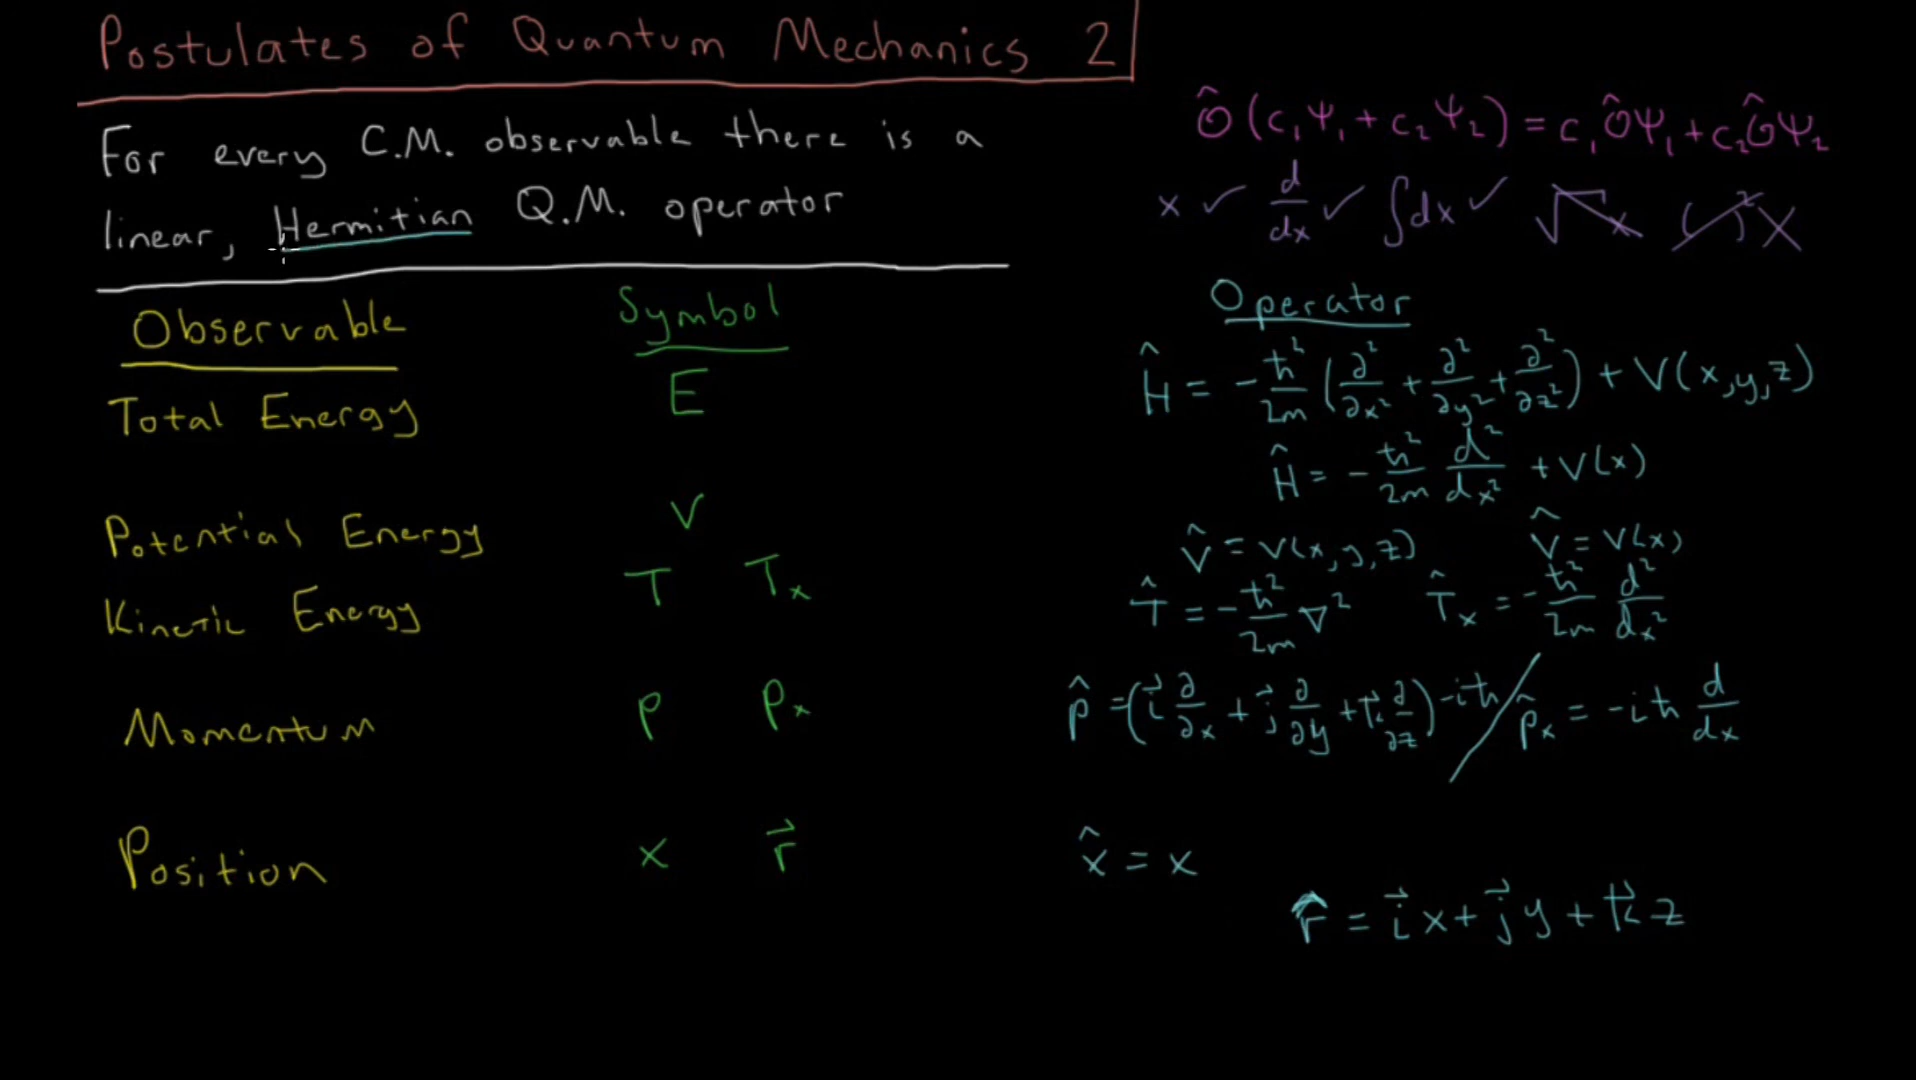 Postulates of Quantum Mechanics 2
For every C.M. observable there is a
linear, Hermitian Q.M. operator
Ô(c₁Ψ₁ + c₂Ψ₂) = c₁ÔΨ₁ + c₂ÔΨ₂
x ✓ d/dx ✓ ∫dx ✓ √x ( )² X
Observable Symbol Operator
Total Energy E Ĥ = -ħ²/2m (∂²/∂x² + ∂²/∂y² + ∂²/∂z²) + V(x,y,z)
Ĥ = -ħ²/2m d²/dx² + V(x)
Potential Energy V V̂ = V(x,y,z) V̂ = V(x)
Kinetic Energy T Tₓ T̂ = -ħ²/2m ∇² T̂ₓ = -ħ²/2m d²/dx²
Momentum p pₓ p̂ = (i⃗ ∂/∂x + j⃗ ∂/∂y + k⃗ ∂/∂z) -iħ / p̂ₓ = -iħ d/dx
Position x r⃗ x̂ = x
r̂ = i⃗x + j⃗y + k⃗z